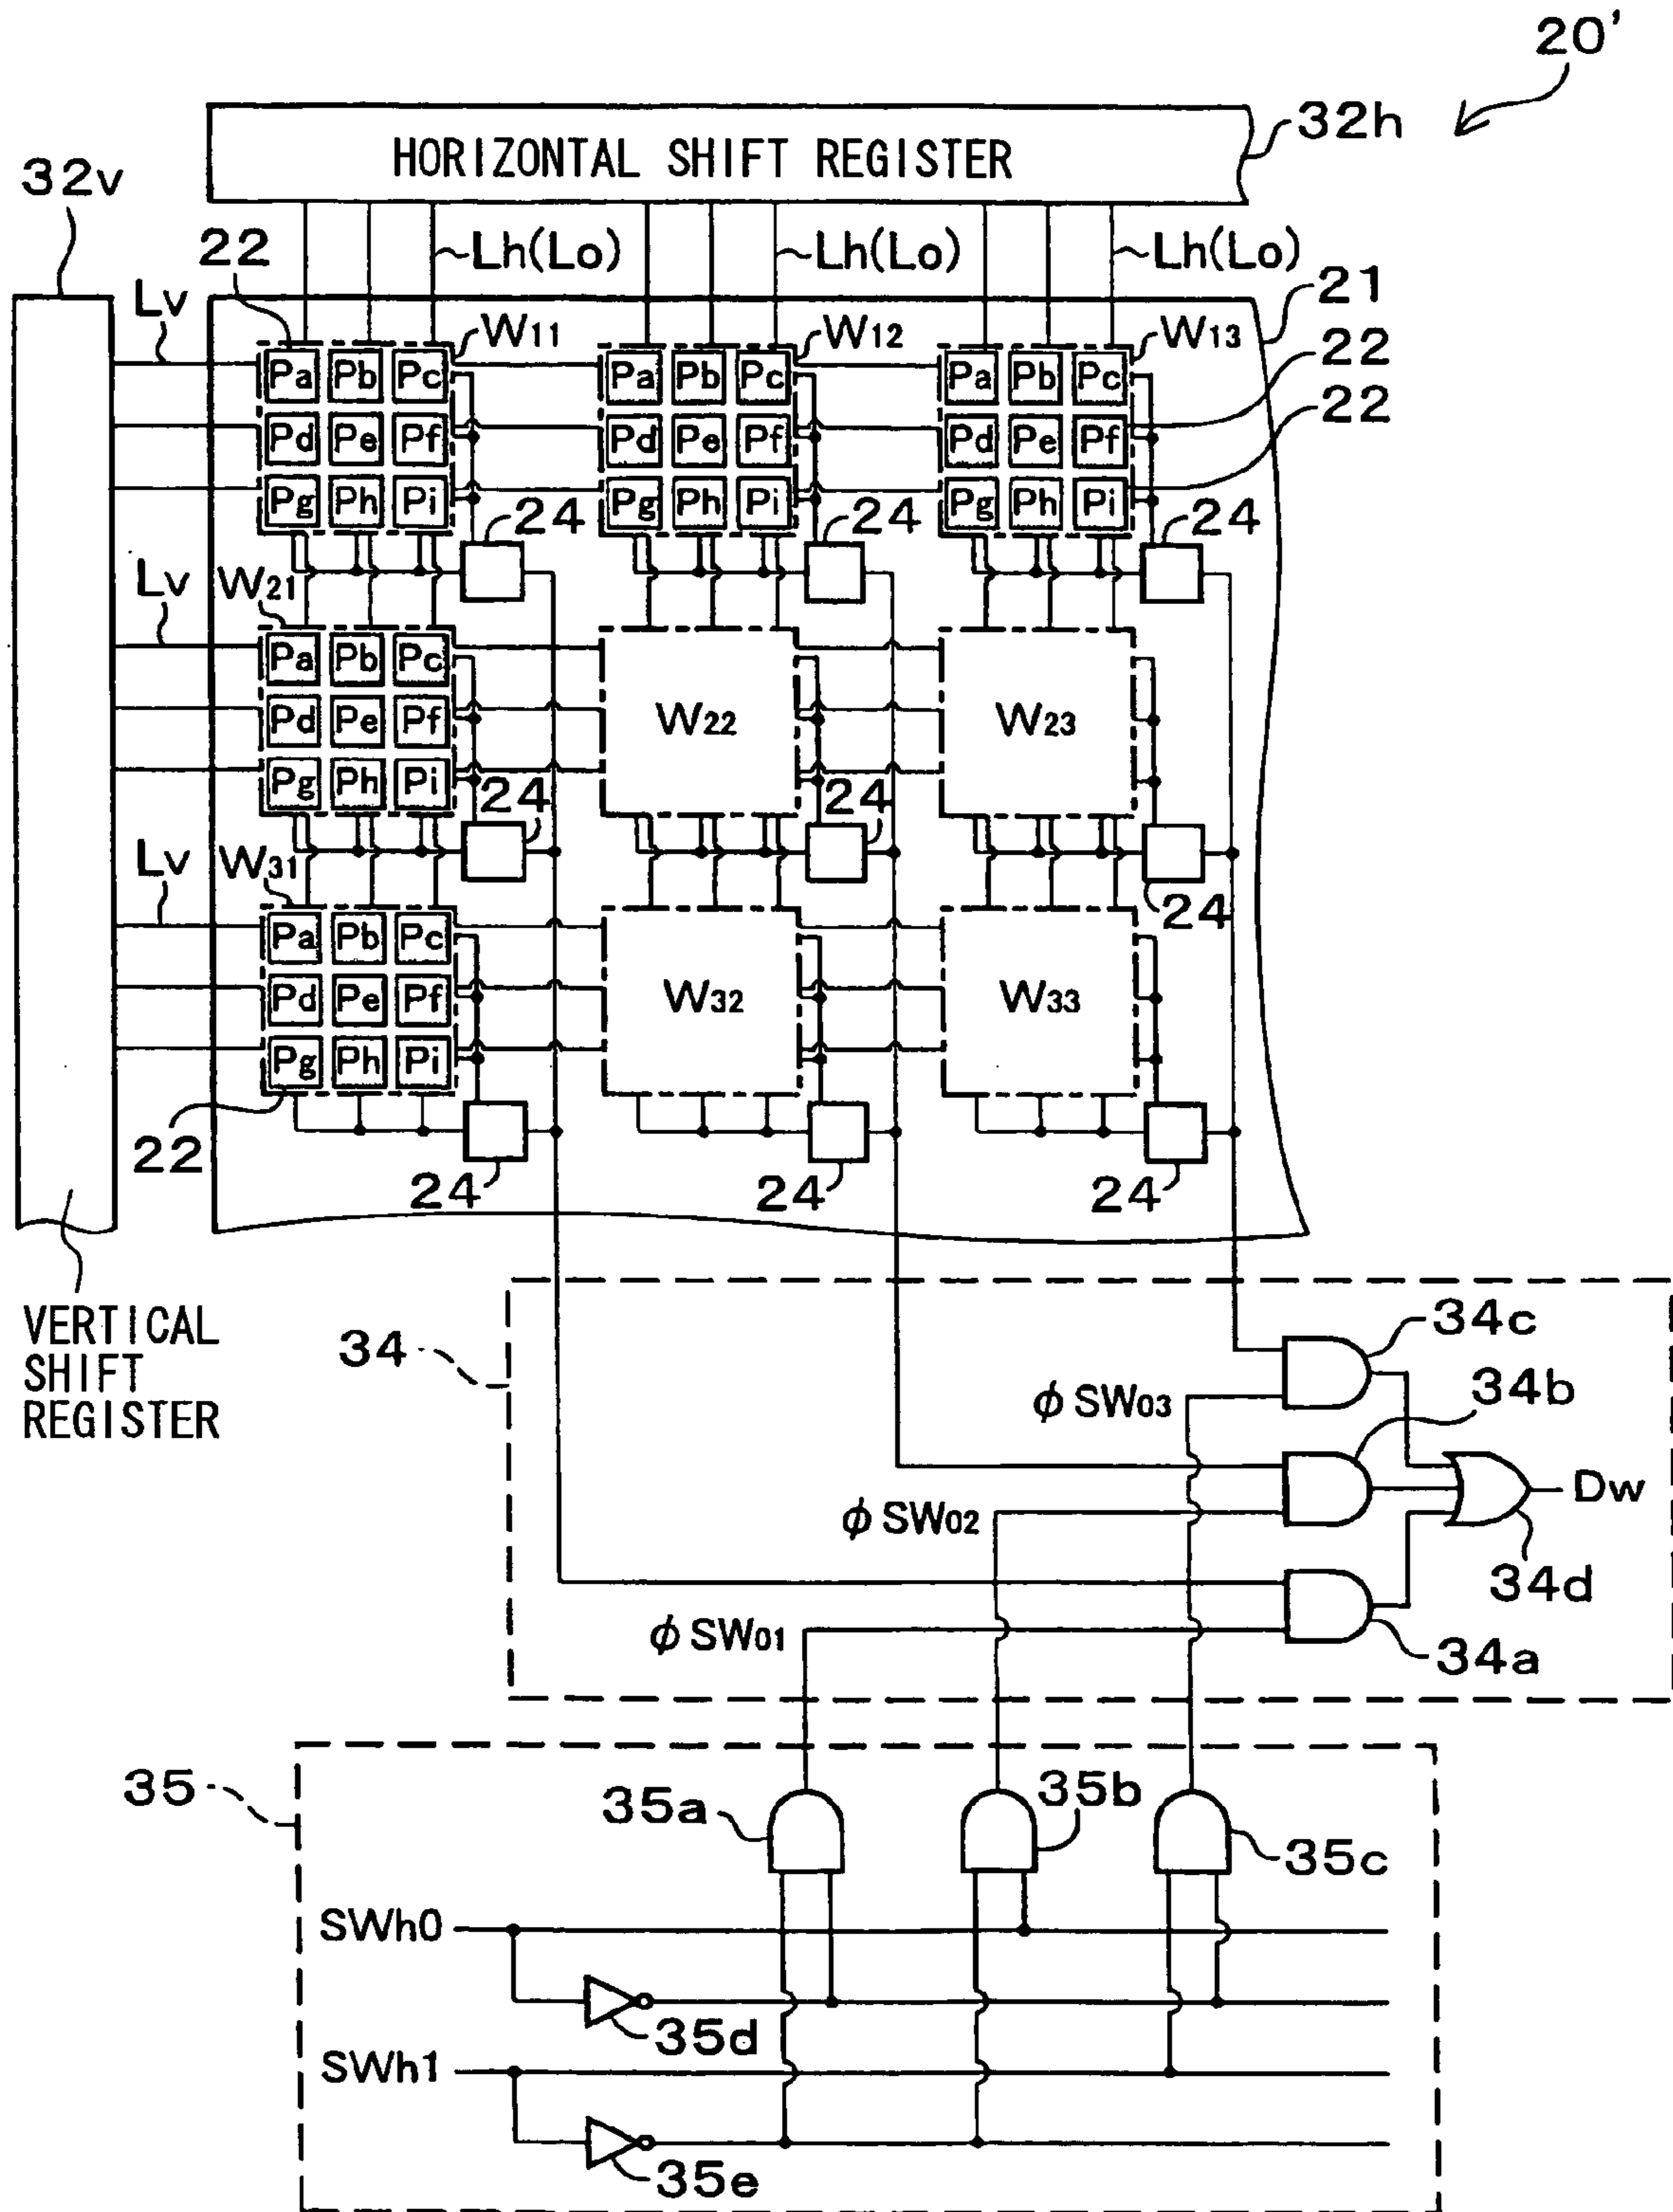 20'
HORIZONTAL SHIFT REGISTER
32h
32v
22
Lh(Lo) Lh(Lo) Lh(Lo)
21
Lv
W11 W12 W13
22
Pa Pb Pc Pa Pb Pc Pa Pb Pc
22
Pd Pe Pf Pd Pe Pf Pd Pe Pf
Pg Ph Pi Pg Ph Pi Pg Ph Pi
24 24 24
Lv W21
Pa Pb Pc
Pd Pe Pf W22 W23
Pg Ph Pi
24 24 24
Lv W31
Pa Pb Pc
Pd Pe Pf W32 W33
Pg Ph Pi
22 24 24 24
VERTICAL
SHIFT
REGISTER
34
34c
φSW03
34b
φSW02
Dw
34d
φSW01
34a
35
35a 35b 35c
SWh0
35d
SWh1
35e